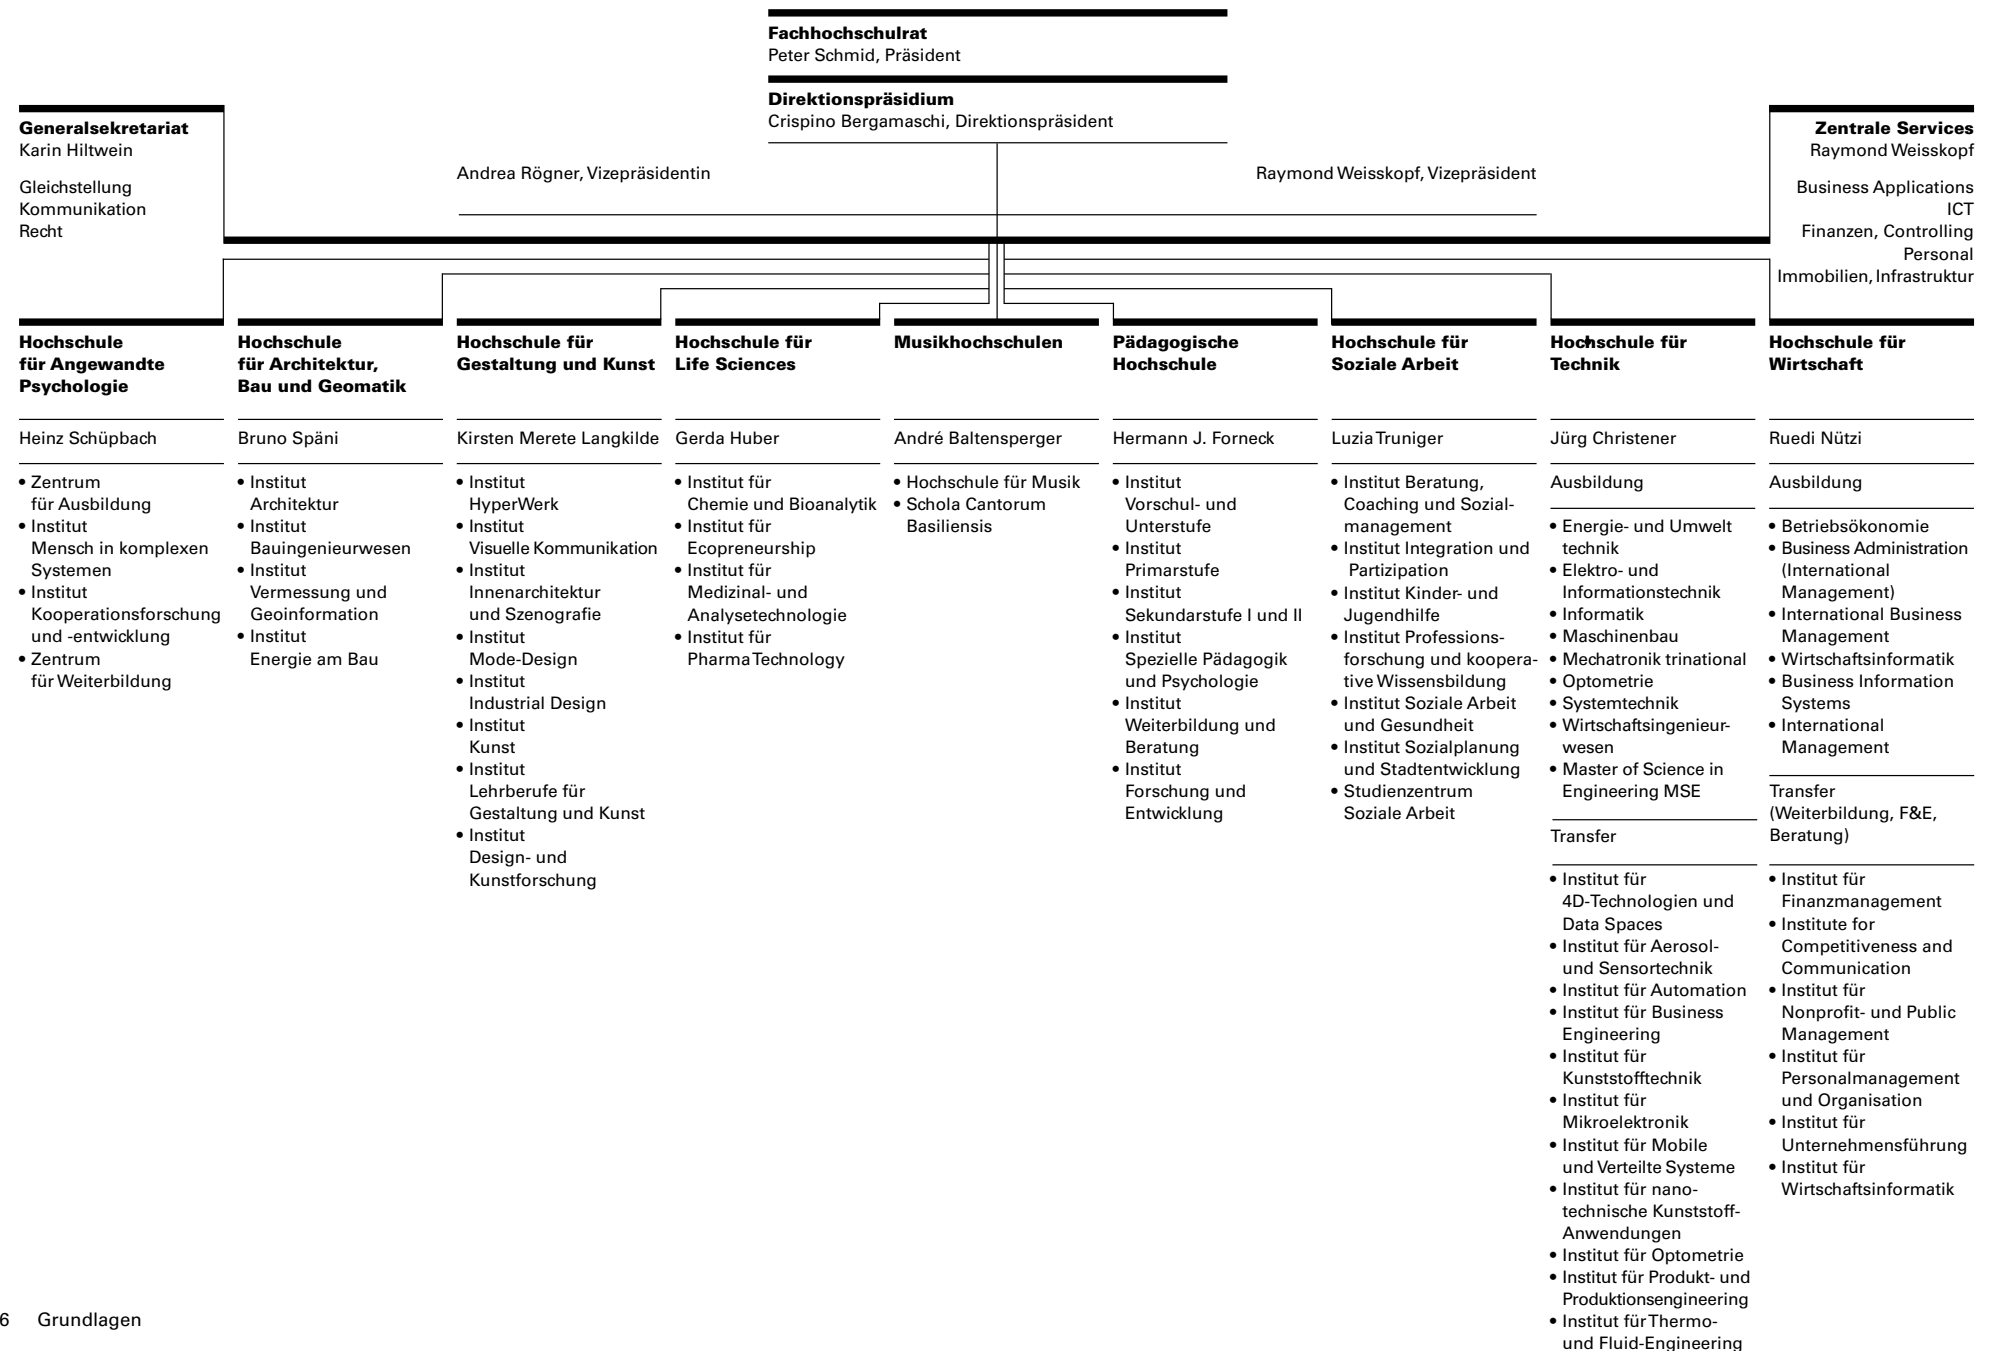 Fachhochschulrat
Peter Schmid, Präsident
Direktionspräsidium
Crispino Bergamaschi, Direktionspräsident
Generalsekretariat
Karin Hiltwein
Gleichstellung
Kommunikation
Recht
Andrea Rögner, Vizepräsidentin
Raymond Weisskopf, Vizepräsident
Zentrale Services
Raymond Weisskopf
Business Applications
ICT
Finanzen, Controlling
Personal
Immobilien, Infrastruktur
Hochschule
für Angewandte
Psychologie
Heinz Schüpbach
• Zentrum
für Ausbildung
• Institut
Mensch in komplexen
Systemen
• Institut
Kooperationsforschung
und -entwicklung
• Zentrum
für Weiterbildung
Hochschule
für Architektur,
Bau und Geomatik
Bruno Späni
• Institut
Architektur
• Institut
Bauingenieurwesen
• Institut
Vermessung und
Geoinformation
• Institut
Energie am Bau
Hochschule für
Gestaltung und Kunst
Kirsten Merete Langkilde
• Institut
HyperWerk
• Institut
Visuelle Kommunikation
• Institut
Innenarchitektur
und Szenografie
• Institut
Mode-Design
• Institut
Industrial Design
• Institut
Kunst
• Institut
Lehrberufe für
Gestaltung und Kunst
• Institut
Design- und
Kunstforschung
Hochschule für
Life Sciences
Gerda Huber
• Institut für
Chemie und Bioanalytik
• Institut für
Ecopreneurship
• Institut für
Medizinal- und
Analysetechnologie
• Institut für
Pharma Technology
Musikhochschulen
André Baltensperger
• Hochschule für Musik
• Schola Cantorum
Basiliensis
Pädagogische
Hochschule
Hermann J. Forneck
• Institut
Vorschul- und
Unterstufe
• Institut
Primarstufe
• Institut
Sekundarstufe I und II
• Institut
Spezielle Pädagogik
und Psychologie
• Institut
Weiterbildung und
Beratung
• Institut
Forschung und
Entwicklung
Hochschule für
Soziale Arbeit
Luzia Truniger
• Institut Beratung,
Coaching und Sozial-
management
• Institut Integration und
Partizipation
• Institut Kinder- und
Jugendhilfe
• Institut Professions-
forschung und koopera-
tive Wissensbildung
• Institut Soziale Arbeit
und Gesundheit
• Institut Sozialplanung
und Stadtentwicklung
• Studienzentrum
Soziale Arbeit
Hochschule für
Technik
Jürg Christener
Ausbildung
• Energie- und Umwelt
technik
• Elektro- und
Informationstechnik
• Informatik
• Maschinenbau
• Mechatronik trinational
• Optometrie
• Systemtechnik
• Wirtschaftsingenieur-
wesen
• Master of Science in
Engineering MSE
Transfer
• Institut für
4D-Technologien und
Data Spaces
• Institut für Aerosol-
und Sensortechnik
• Institut für Automation
• Institut für Business
Engineering
• Institut für
Kunststofftechnik
• Institut für
Mikroelektronik
• Institut für Mobile
und Verteilte Systeme
• Institut für nano-
technische Kunststoff-
Anwendungen
• Institut für Optometrie
• Institut für Produkt- und
Produktionsengineering
• Institut für Thermo-
und Fluid-Engineering
Hochschule für
Wirtschaft
Ruedi Nützi
Ausbildung
• Betriebsökonomie
• Business Administration
(International
Management)
• International Business
Management
• Wirtschaftsinformatik
• Business Information
Systems
• International
Management
Transfer
(Weiterbildung, F&E,
Beratung)
• Institut für
Finanzmanagement
• Institute for
Competitiveness and
Communication
• Institut für
Nonprofit- und Public
Management
• Institut für
Personalmanagement
und Organisation
• Institut für
Unternehmensführung
• Institut für
Wirtschaftsinformatik
6 Grundlagen